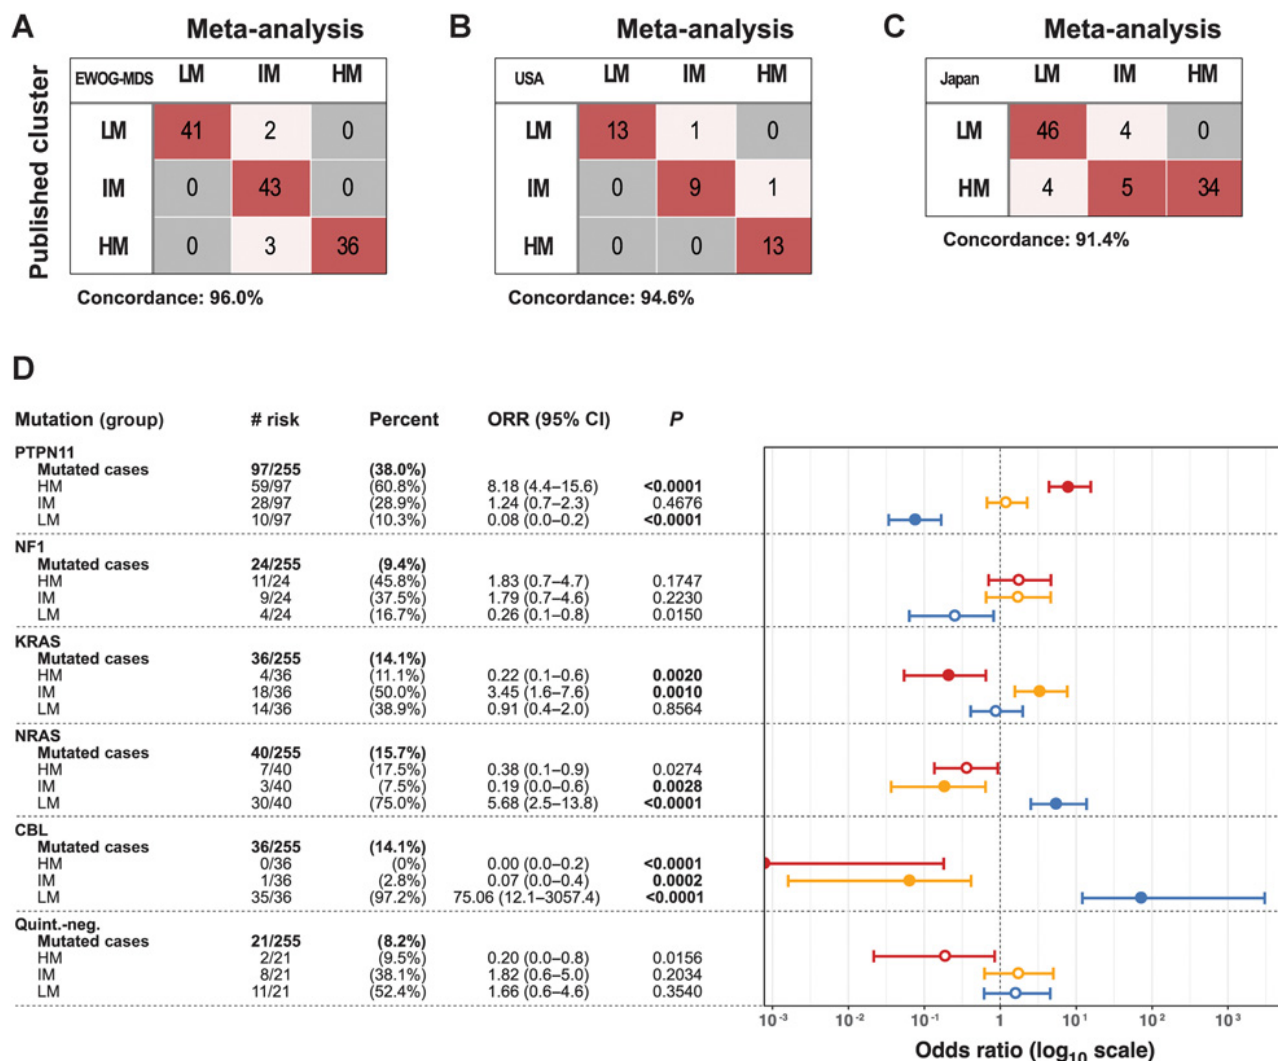 A Meta-analysis
Published cluster
EWOG-MDS LM IM HM
LM 41 2 0
IM 0 43 0
HM 0 3 36
Concordance: 96.0%
B Meta-analysis
USA LM IM HM
LM 13 1 0
IM 0 9 1
HM 0 0 13
Concordance: 94.6%
C Meta-analysis
Japan LM IM HM
LM 46 4 0
HM 4 5 34
Concordance: 91.4%
D
Mutation (group) # risk Percent ORR (95% CI) P
PTPN11
Mutated cases 97/255 (38.0%)
HM 59/97 (60.8%) 8.18 (4.4–15.6) <0.0001
IM 28/97 (28.9%) 1.24 (0.7–2.3) 0.4676
LM 10/97 (10.3%) 0.08 (0.0–0.2) <0.0001
NF1
Mutated cases 24/255 (9.4%)
HM 11/24 (45.8%) 1.83 (0.7–4.7) 0.1747
IM 9/24 (37.5%) 1.79 (0.7–4.6) 0.2230
LM 4/24 (16.7%) 0.26 (0.1–0.8) 0.0150
KRAS
Mutated cases 36/255 (14.1%)
HM 4/36 (11.1%) 0.22 (0.1–0.6) 0.0020
IM 18/36 (50.0%) 3.45 (1.6–7.6) 0.0010
LM 14/36 (38.9%) 0.91 (0.4–2.0) 0.8564
NRAS
Mutated cases 40/255 (15.7%)
HM 7/40 (17.5%) 0.38 (0.1–0.9) 0.0274
IM 3/40 (7.5%) 0.19 (0.0–0.6) 0.0028
LM 30/40 (75.0%) 5.68 (2.5–13.8) <0.0001
CBL
Mutated cases 36/255 (14.1%)
HM 0/36 (0%) 0.00 (0.0–0.2) <0.0001
IM 1/36 (2.8%) 0.07 (0.0–0.4) 0.0002
LM 35/36 (97.2%) 75.06 (12.1–3057.4) <0.0001
Quint.-neg.
Mutated cases 21/255 (8.2%)
HM 2/21 (9.5%) 0.20 (0.0–0.8) 0.0156
IM 8/21 (38.1%) 1.82 (0.6–5.0) 0.2034
LM 11/21 (52.4%) 1.66 (0.6–4.6) 0.3540
10⁻³ 10⁻² 10⁻¹ 1 10¹ 10² 10³
Odds ratio (log₁₀ scale)